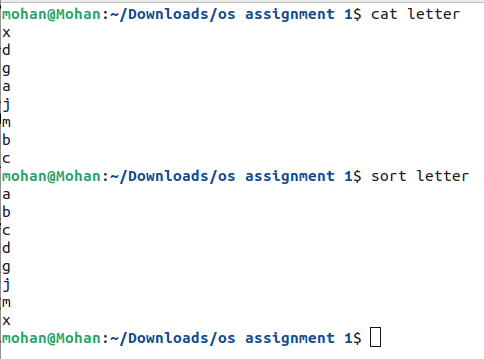 mohan@Mohan:~/Downloads/os assignment 1$ cat letter
x
d
g
a
j
m
b
c
mohan@Mohan:~/Downloads/os assignment 1$ sort letter
a
b
c
d
g
j
m
x
mohan@Mohan:~/Downloads/os assignment 1$